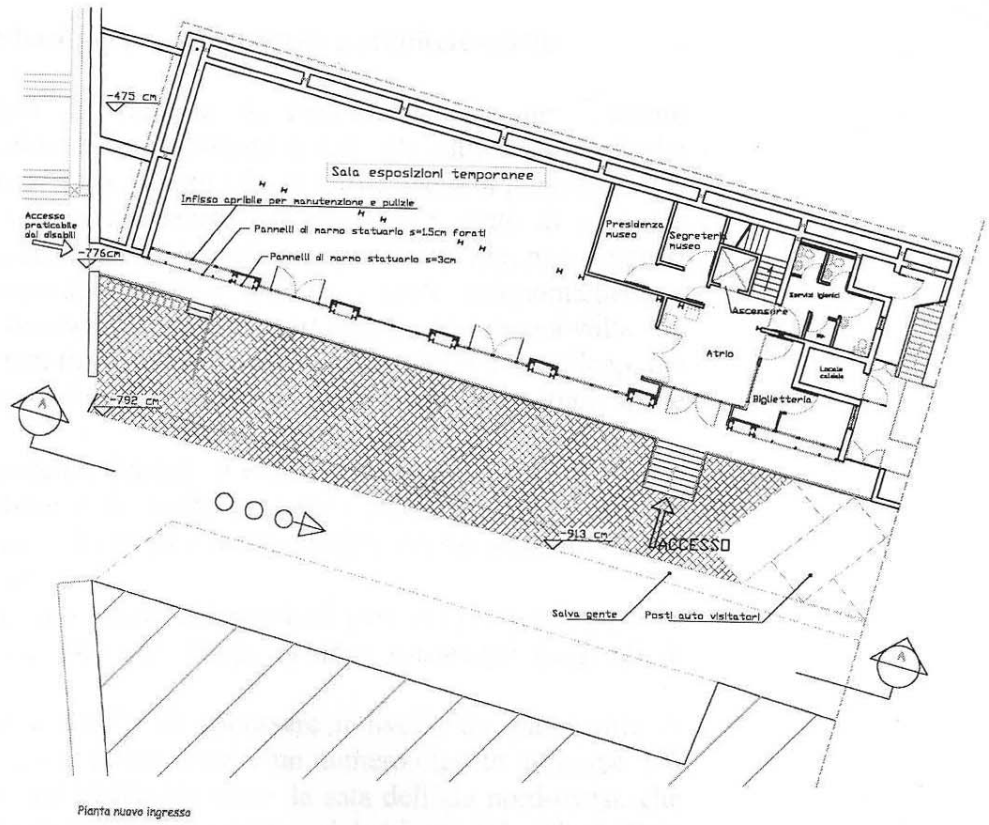 -475 cm
Sala esposizioni temporanee
Infisso apribile per manutenzione e pulizie
Pannelli di marmo statuario s=1.5cm forati
Pannelli di marmo statuario s=3cm
Accesso
praticabile
dai disabili
-776cm
Presidenza
museo
Segreteria
museo
Ascensore
Servizi igienici
Atrio
Locale
caldaia
Biglietteria
A
-792 cm
-913 cm
ACCESSO
Salva gente
Posti auto visitatori
A
Pianta nuovo ingresso